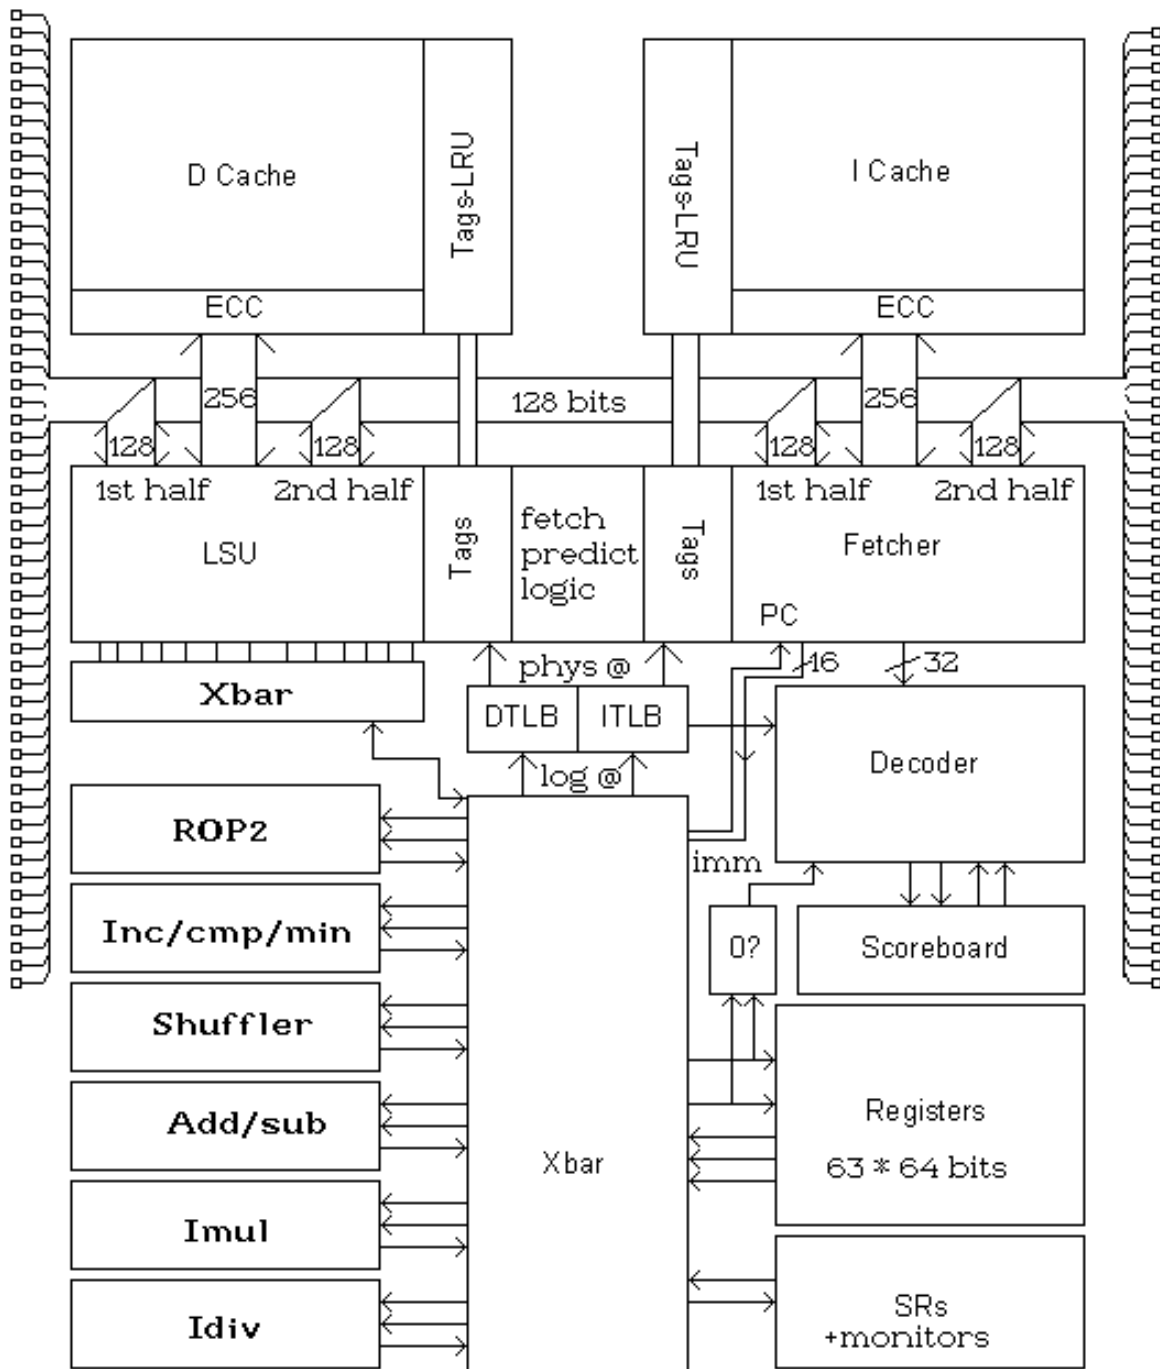 D Cache
Tags-LRU
Tags-LRU
I Cache
ECC
ECC
256
128 bits
256
128
128
128
128
1st half
2nd half
1st half
2nd half
LSU
Tags
fetch
predict
logic
Tags
Fetcher
PC
phys @
16
32
Xbar
DTLB
ITLB
Decoder
log @
ROP2
imm
Inc/cmp/min
0?
Scoreboard
Shuffler
Add/sub
Registers
63 * 64 bits
Xbar
Imul
Idiv
SRs
+monitors